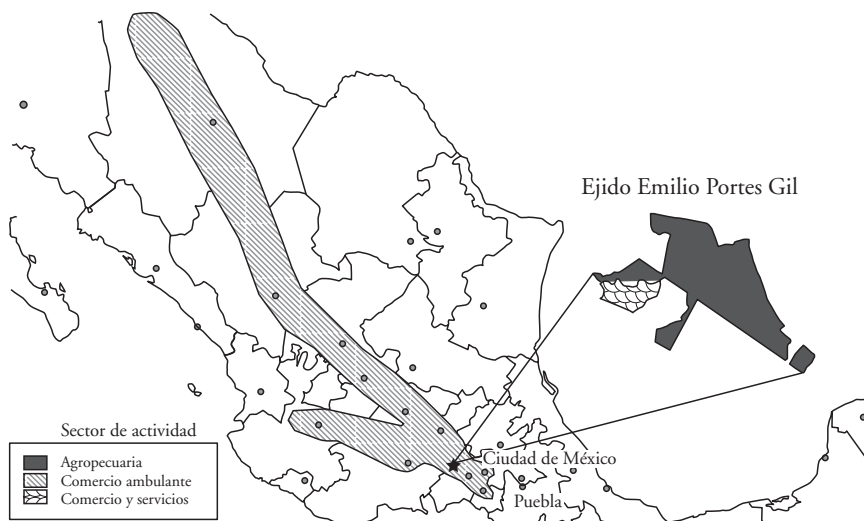 Ejido Emilio Portes Gil
Ciudad de México
Puebla
Sector de actividad
Agropecuaria
Comercio ambulante
Comercio y servicios